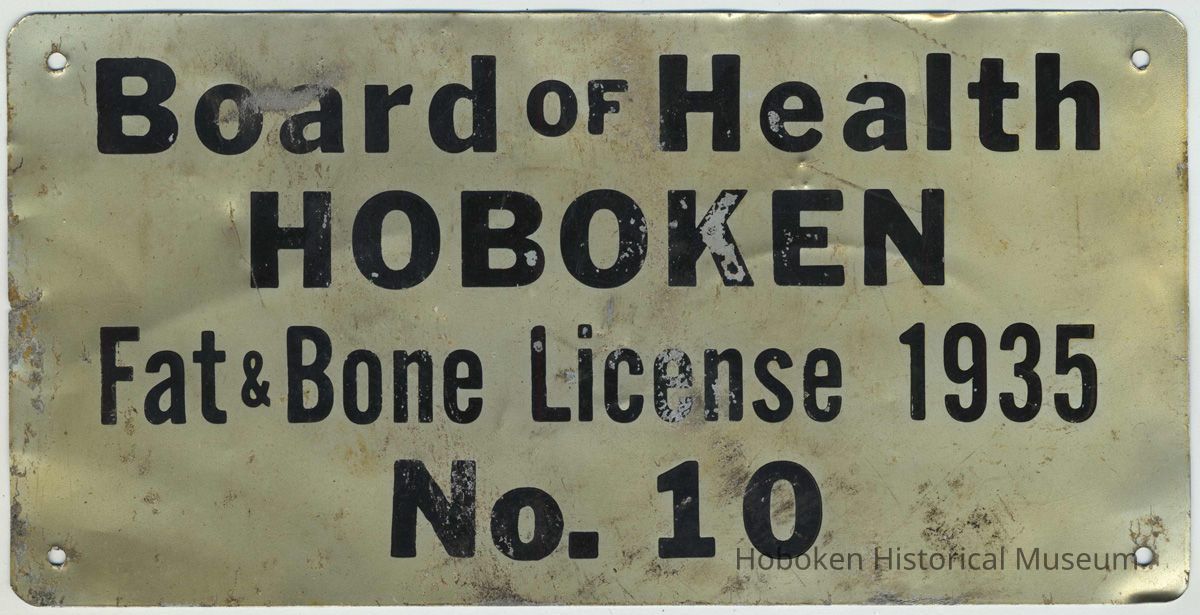 Board OF Health
HOBOKEN
Fat & Bone License 1935
No. 10
Hoboken Historical Museum